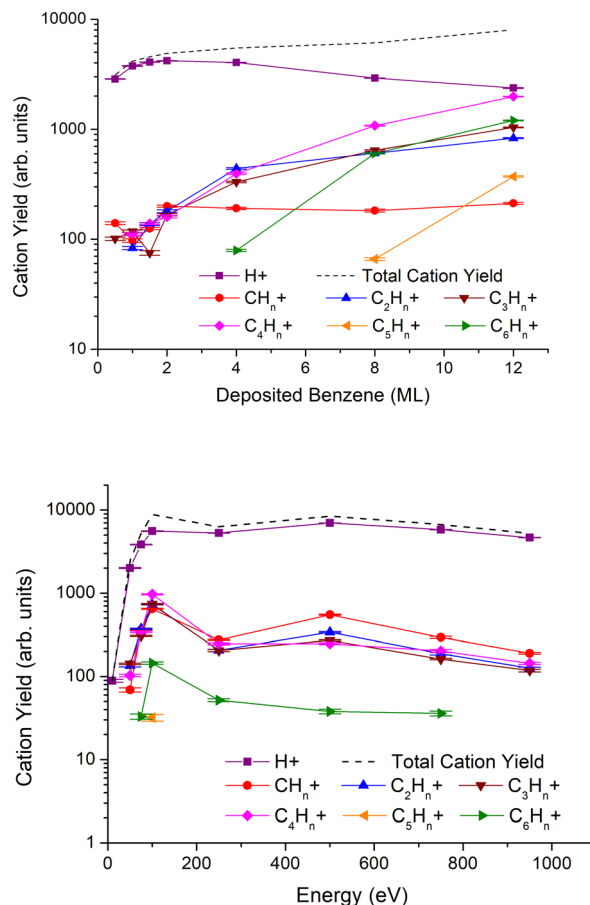 10000
1000
100
10
Cation Yield (arb. units)
H+ Total Cation Yield
CHn+ C2Hn+ C3Hn+
C4Hn+ C5Hn+ C6Hn+
0 2 4 6 8 10 12
Deposited Benzene (ML)
10000
1000
100
10
1
Cation Yield (arb. units)
H+ Total Cation Yield
CHn+ C2Hn+ C3Hn+
C4Hn+ C5Hn+ C6Hn+
0 200 400 600 800 1000
Energy (eV)